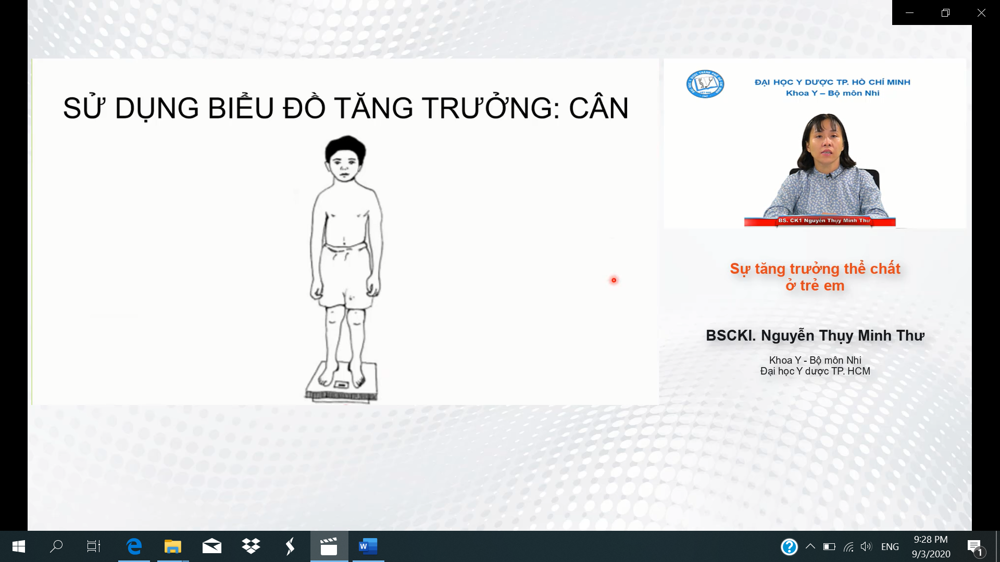 SỬ DỤNG BIỂU ĐỒ TĂNG TRƯỞNG: CÂN
ĐẠI HỌC Y DƯỢC TP. HỒ CHÍ MINH
Khoa Y – Bộ môn Nhi
BS. CK1 Nguyễn Thụy Minh Thư
Sự tăng trưởng thể chất
ở trẻ em
BSCKI. Nguyễn Thụy Minh Thư
Khoa Y - Bộ môn Nhi
Đại học Y dược TP. HCM
W
ENG
9:28 PM
9/3/2020
1